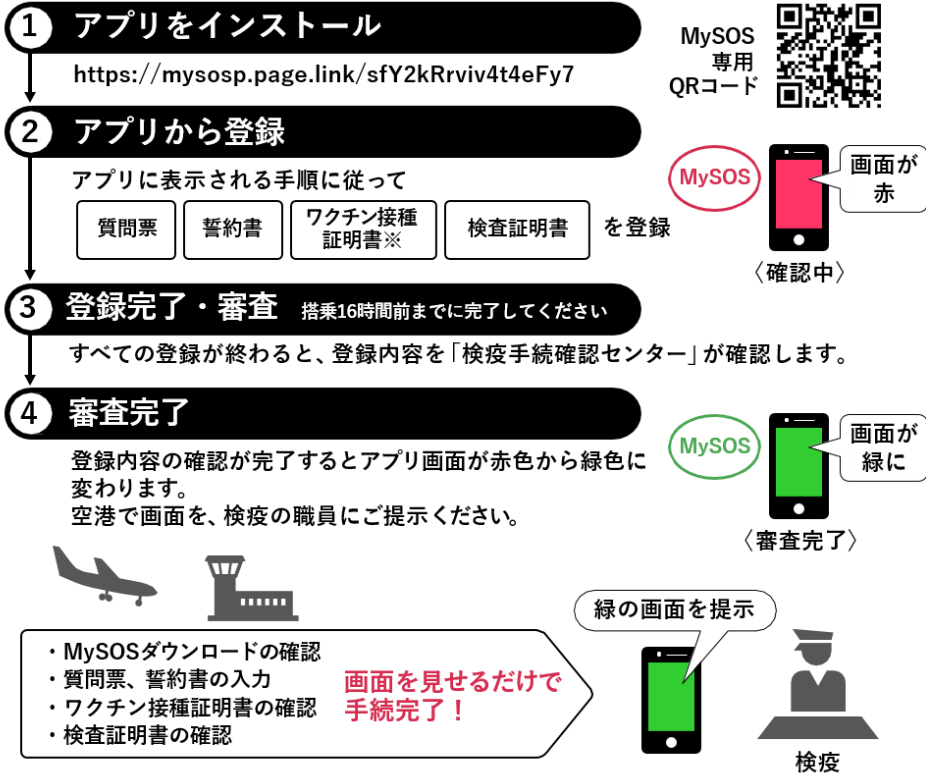 1 アプリをインストール
https://mysosp.page.link/sfY2kRrviv4t4eFy7
MySOS
専用
QRコード
2 アプリから登録
アプリに表示される手順に従って
質問票 誓約書 ワクチン接種
証明書※ 検査証明書 を登録
MySOS
画面が
赤
〈確認中〉
3 登録完了・審査 搭乗16時間前までに完了してください
すべての登録が終わると、登録内容を「検疫手続確認センター」が確認します。
4 審査完了
登録内容の確認が完了するとアプリ画面が赤色から緑色に
変わります。
空港で画面を、検疫の職員にご提示ください。
MySOS
画面が
緑に
〈審査完了〉
・MySOSダウンロードの確認
・質問票、誓約書の入力
・ワクチン接種証明書の確認
・検査証明書の確認
画面を見せるだけで
手続完了！
緑の画面を提示
検疫